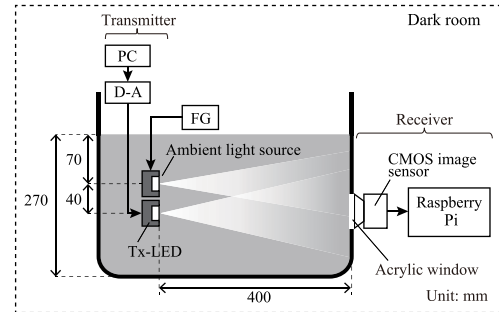 Transmitter
Dark room
PC
D-A
FG
Receiver
Ambient light source
CMOS image
sensor
70
270
40
Raspberry
Pi
Tx-LED
Acrylic window
400
Unit: mm